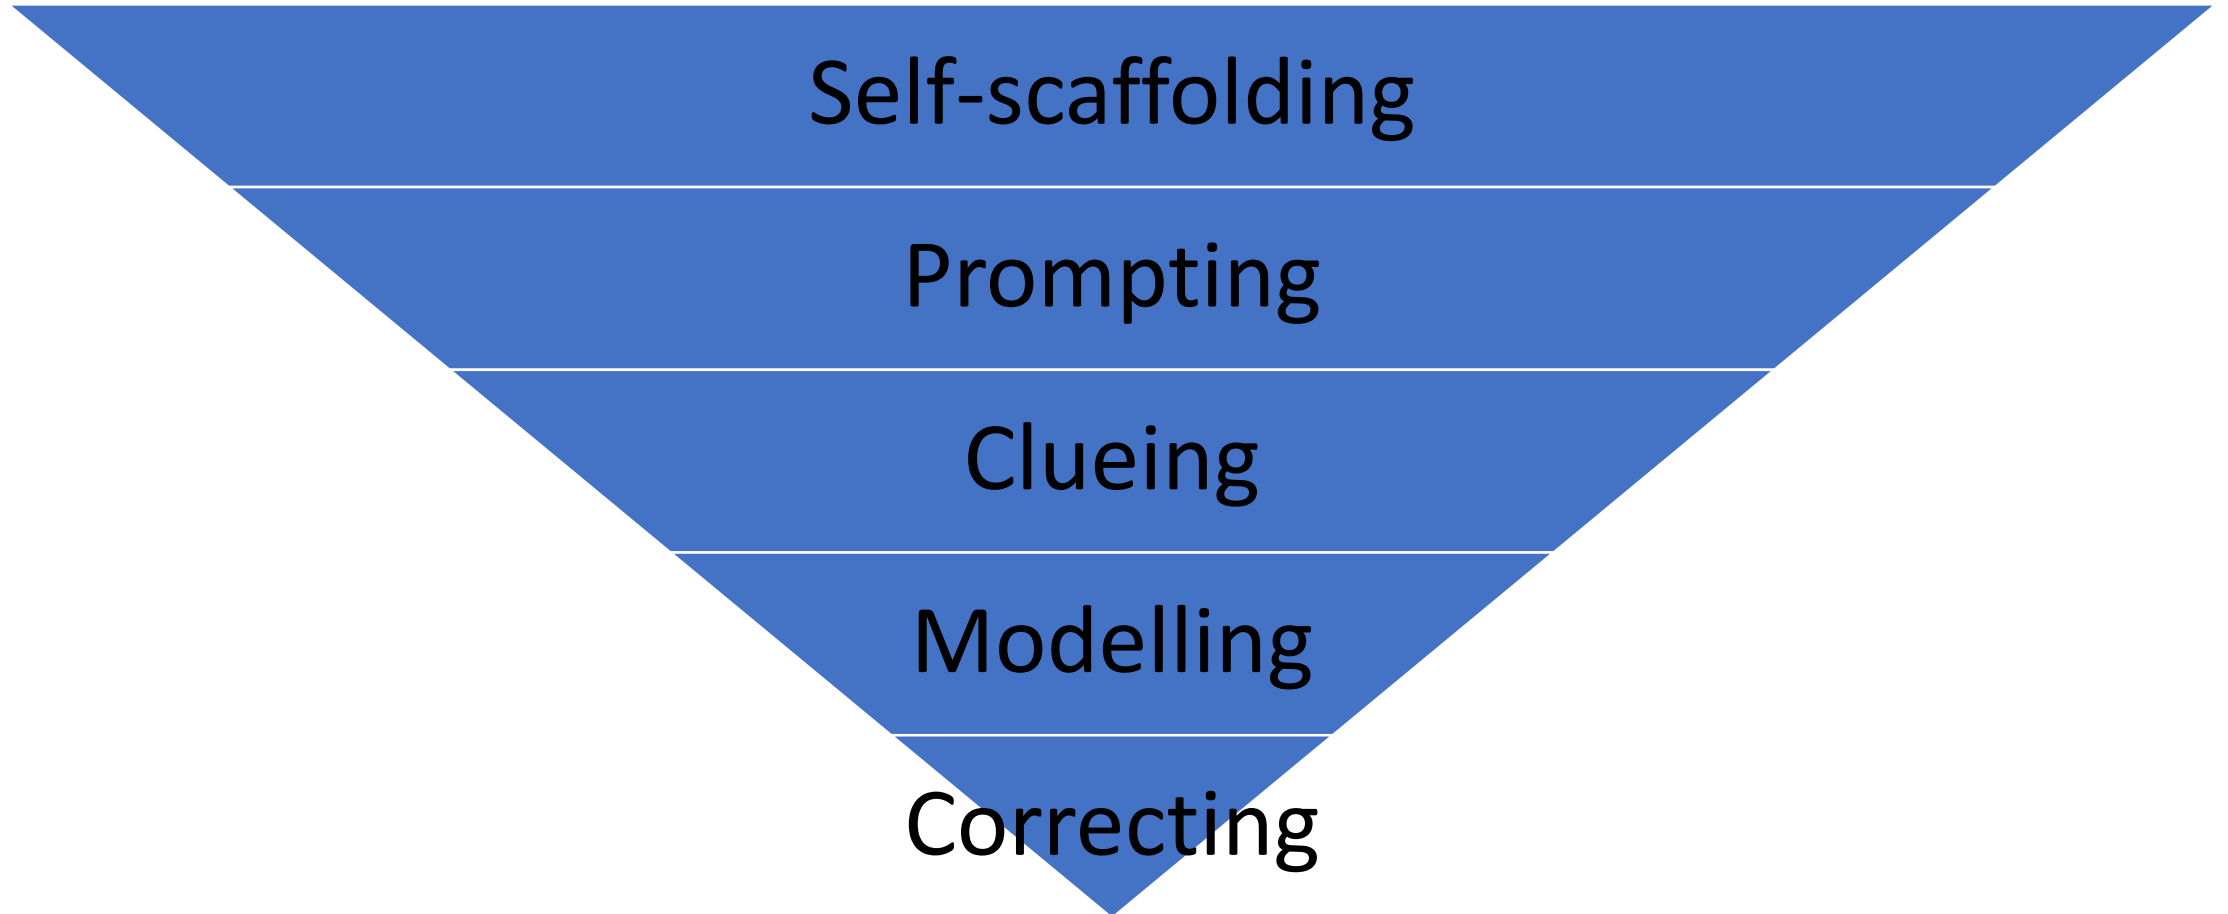 Self-scaffolding
Prompting
Clueing
Modelling
Correcting